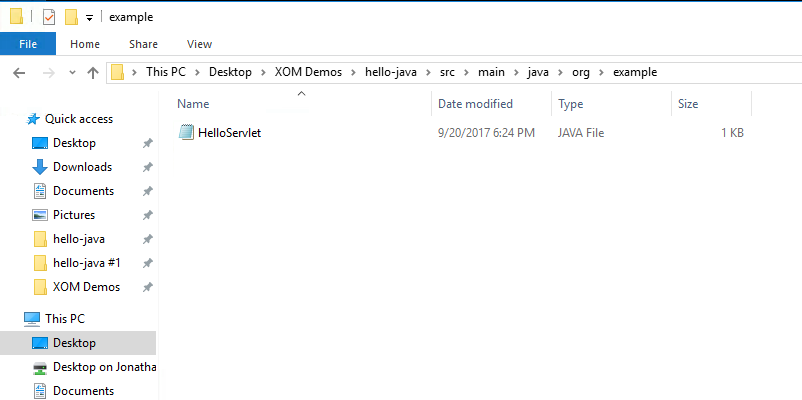 example
File Home Share View
This PC > Desktop > XOM Demos > hello-java > src > main > java > org > example
Name Date modified Type Size
Quick access
HelloServlet 9/20/2017 6:24 PM JAVA File 1 KB
Desktop
Downloads
Documents
Pictures
hello-java
hello-java #1
XOM Demos
This PC
Desktop
Desktop on Jonatha
Documents